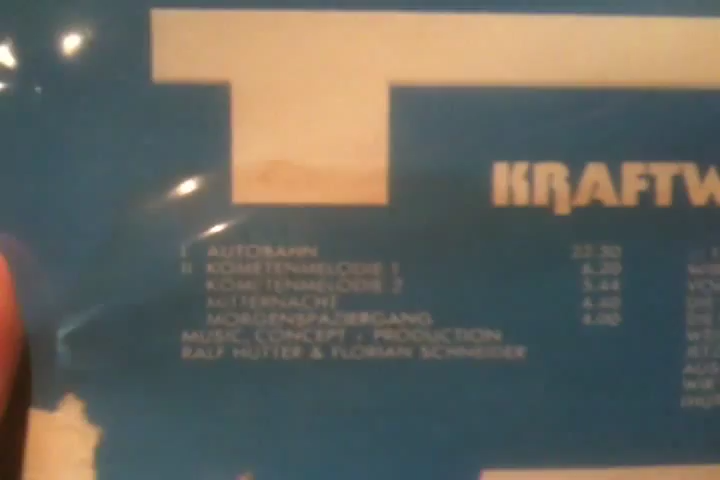 KRAFTW
I. AUTOBAHN 22.30
II KOMETENMELODIE 1 6.20
KOMETENMELODIE 2 5.44
MITTERNACHT 4.40
MORGENSPAZIERGANG 4.00
MUSIC, CONCEPT + PRODUCTION
RALF HÜTTER & FLORIAN SCHNEIDER
WIR